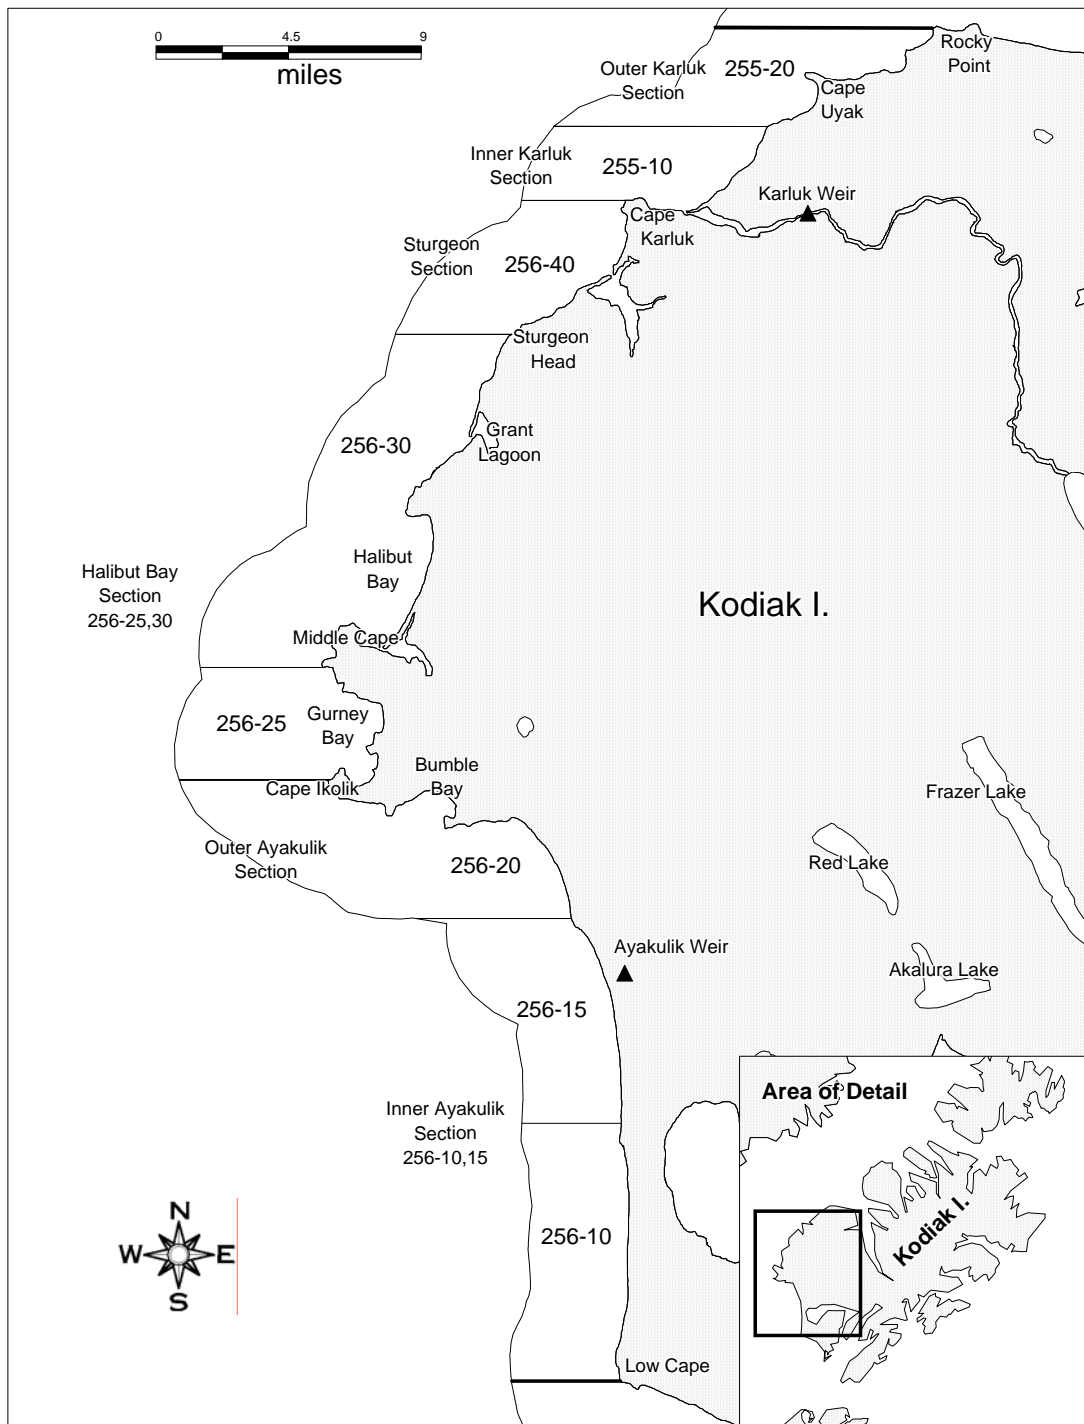 0 4.5 9
miles
Rocky
Point
Outer Karluk
Section
255-20
Cape
Uyak
Inner Karluk
Section
255-10
Karluk Weir
Cape
Karluk
Sturgeon
Section
256-40
Sturgeon
Head
256-30
Grant
Lagoon
Halibut
Bay
Halibut Bay
Section
256-25,30
Kodiak I.
Middle Cape
256-25
Gurney
Bay
Bumble
Bay
Cape Ikolik
Frazer Lake
Outer Ayakulik
Section
256-20
Red Lake
Ayakulik Weir
Akalura Lake
256-15
Area of Detail
Inner Ayakulik
Section
256-10,15
Kodiak I.
256-10
N
W E
S
Low Cape